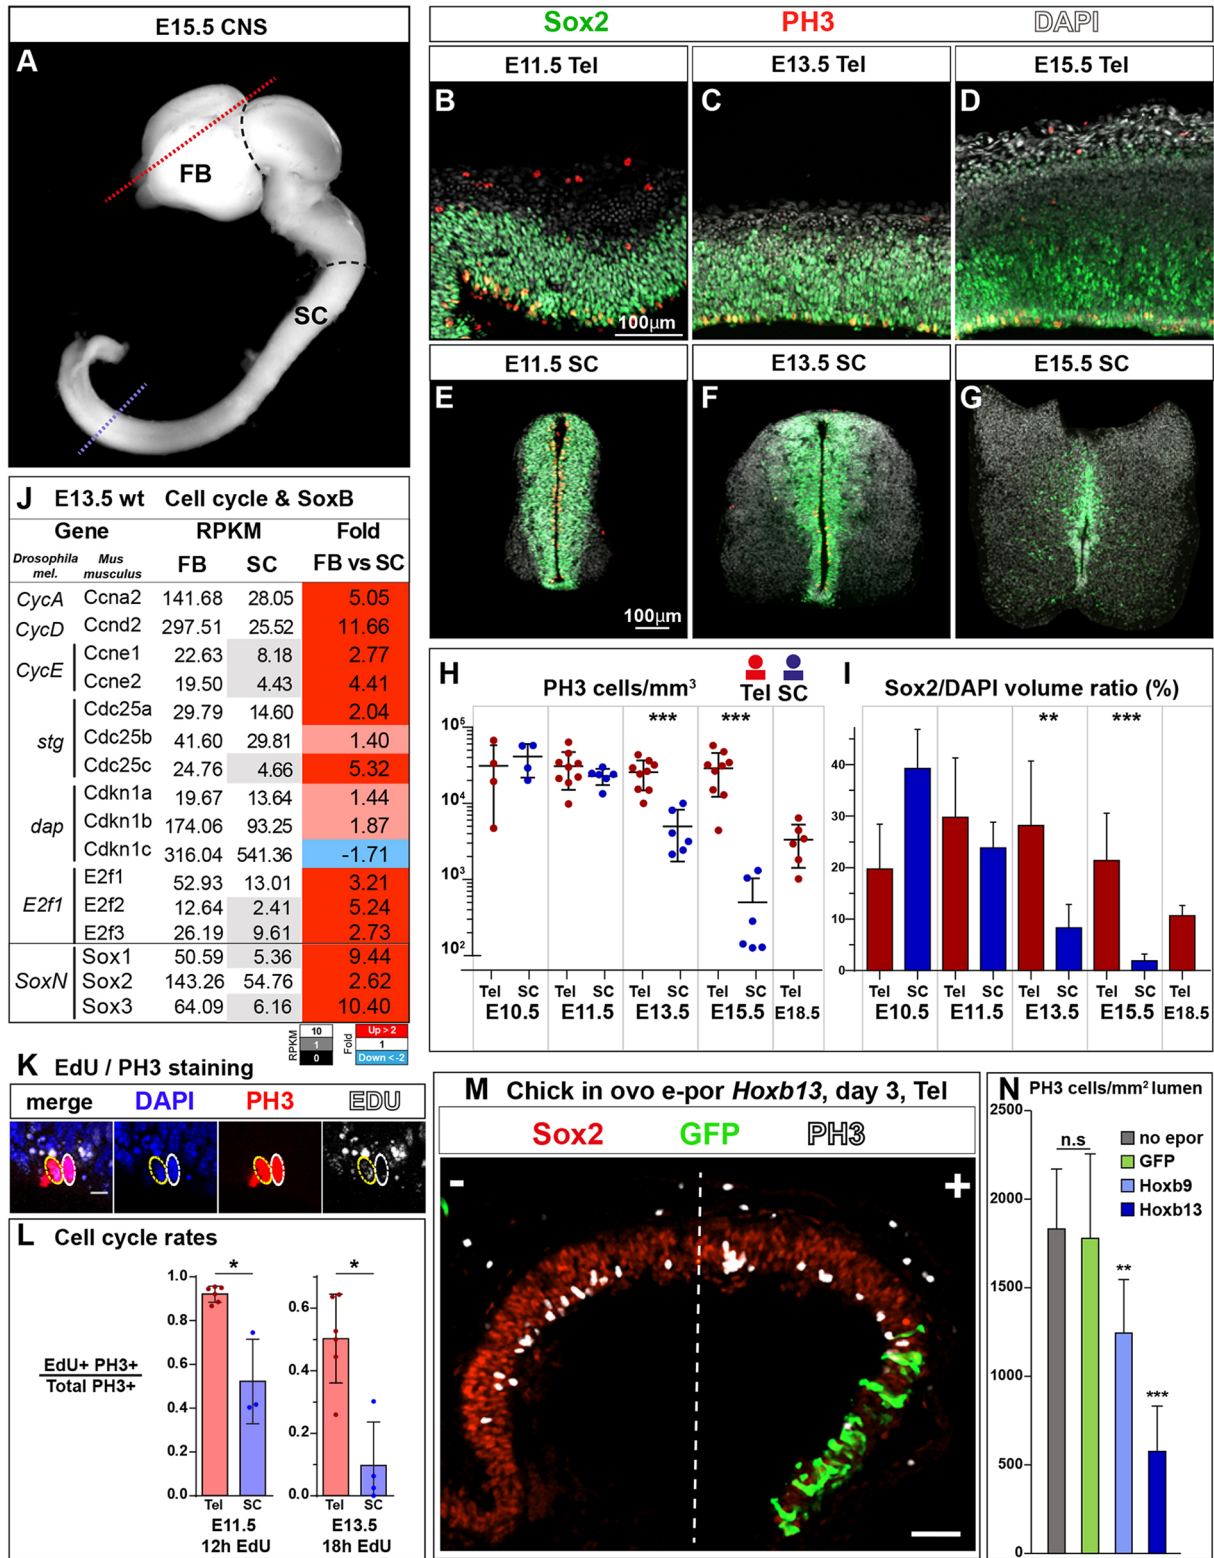 E15.5 CNS
A
FB
SC
Sox2 PH3 DAPI
E11.5 Tel E13.5 Tel E15.5 Tel
B C D
100µm
E11.5 SC E13.5 SC E15.5 SC
E F G
100µm
J E13.5 wt Cell cycle & SoxB
Gene RPKM Fold
Drosophila mel. Mus musculus FB SC FB vs SC
CycA Ccna2 141.68 28.05 5.05
CycD Ccnd2 297.51 25.52 11.66
CycE Ccne1 22.63 8.18 2.77
Ccne2 19.50 4.43 4.41
stg Cdc25a 29.79 14.60 2.04
Cdc25b 41.60 29.81 1.40
Cdc25c 24.76 4.66 5.32
dap Cdkn1a 19.67 13.64 1.44
Cdkn1b 174.06 93.25 1.87
Cdkn1c 316.04 541.36 -1.71
E2f1 E2f1 52.93 13.01 3.21
E2f2 12.64 2.41 5.24
E2f3 26.19 9.61 2.73
SoxN Sox1 50.59 5.36 9.44
Sox2 143.26 54.76 2.62
Sox3 64.09 6.16 10.40
RPKM 10 1 0 Fold Up > 2 1 Down < -2
H PH3 cells/mm³ Tel SC
*** ***
10⁵
10⁴
10³
10²
Tel SC Tel SC Tel SC Tel SC Tel
E10.5 E11.5 E13.5 E15.5 E18.5
I Sox2/DAPI volume ratio (%)
** ***
40
30
20
10
0
Tel SC Tel SC Tel SC Tel SC Tel
E10.5 E11.5 E13.5 E15.5 E18.5
K EdU / PH3 staining
merge DAPI PH3 EDU
L Cell cycle rates
* *
EdU+ PH3+
Total PH3+
1.0
0.8
0.6
0.4
0.2
0.0
Tel SC
E11.5
12h EdU
0.6
0.4
0.2
0.0
Tel SC
E13.5
18h EdU
M Chick in ovo e-por Hoxb13, day 3, Tel
Sox2 GFP PH3
- +
N PH3 cells/mm² lumen
2500
2000
1500
1000
500
0
n.s
**
***
no epor
GFP
Hoxb9
Hoxb13